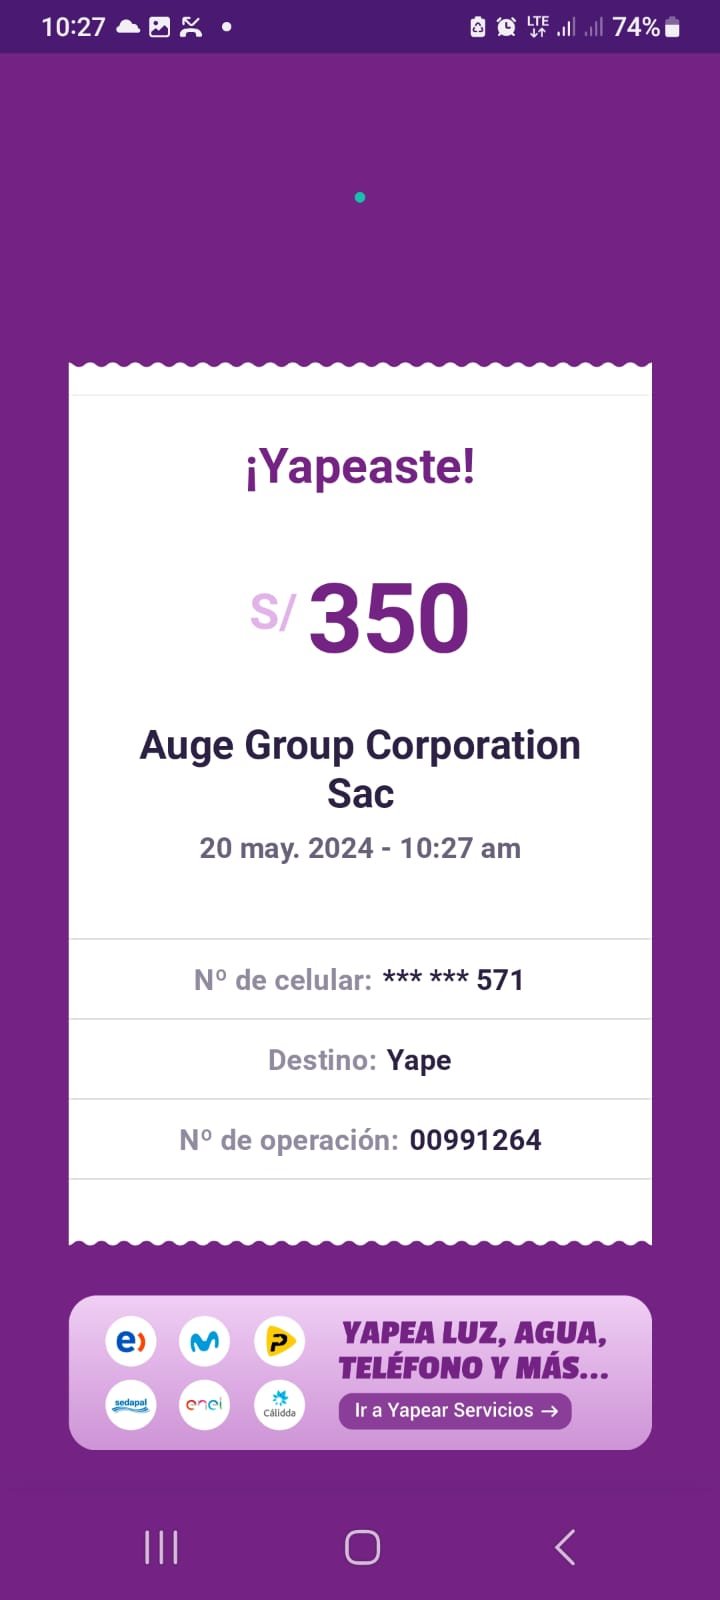 10:27 LTE 74%
¡Yapeaste!
S/ 350
Auge Group Corporation
Sac
20 may. 2024 - 10:27 am
Nº de celular: *** *** 571
Destino: Yape
Nº de operación: 00991264
e) M P YAPEA LUZ, AGUA,
TELÉFONO Y MÁS...
sedapal enel Cálidda Ir a Yapear Servicios →